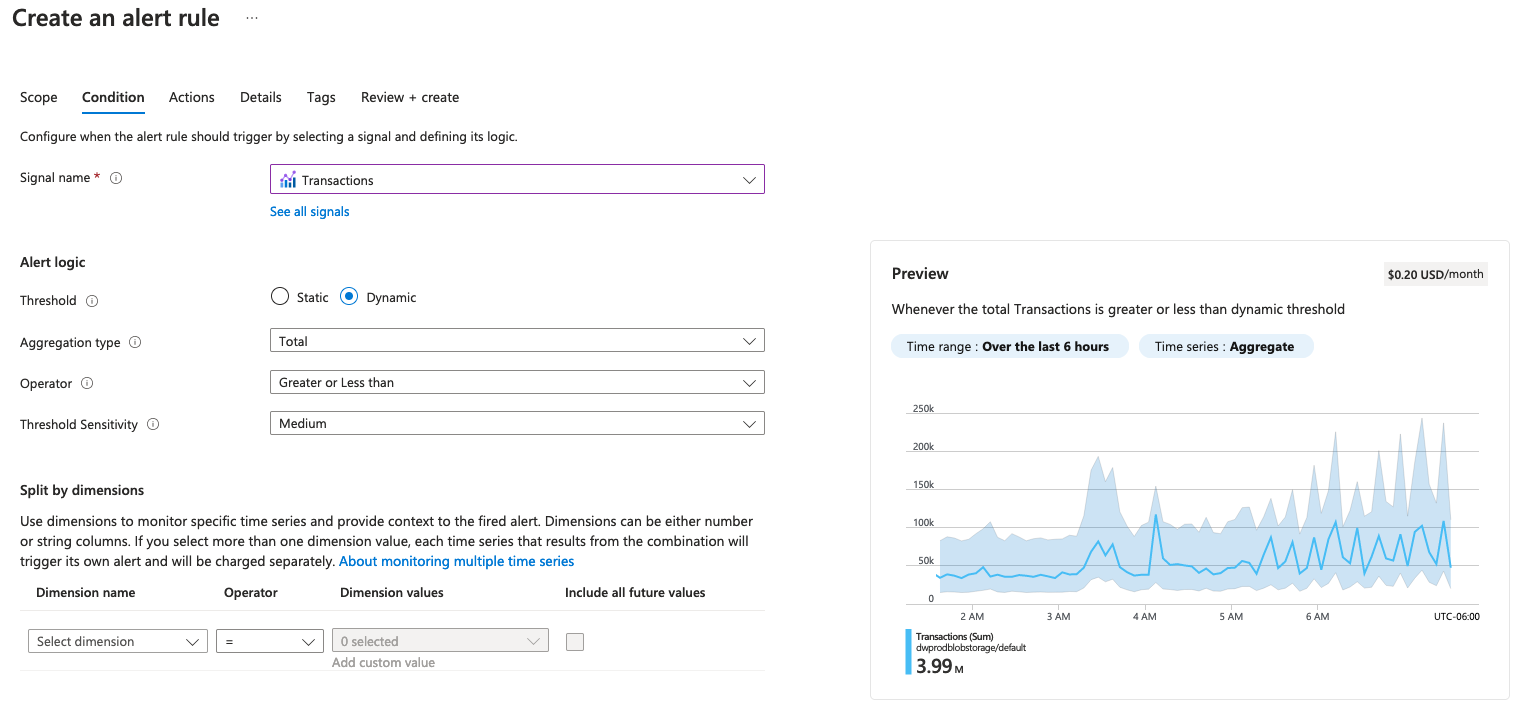 Create an alert rule ...
Scope Condition Actions Details Tags Review + create
Configure when the alert rule should trigger by selecting a signal and defining its logic.
Signal name *
Transactions
See all signals
Alert logic
Threshold
Static Dynamic
Aggregation type
Total
Operator
Greater or Less than
Threshold Sensitivity
Medium
Split by dimensions
Use dimensions to monitor specific time series and provide context to the fired alert. Dimensions can be either number
or string columns. If you select more than one dimension value, each time series that results from the combination will
trigger its own alert and will be charged separately. About monitoring multiple time series
Dimension name Operator Dimension values Include all future values
Select dimension = 0 selected
Add custom value
Preview
$0.20 USD/month
Whenever the total Transactions is greater or less than dynamic threshold
Time range : Over the last 6 hours Time series : Aggregate
250k
200k
150k
100k
50k
0
2 AM 3 AM 4 AM 5 AM 6 AM UTC-06:00
Transactions (Sum)
dwprodblobstorage/default
3.99 M